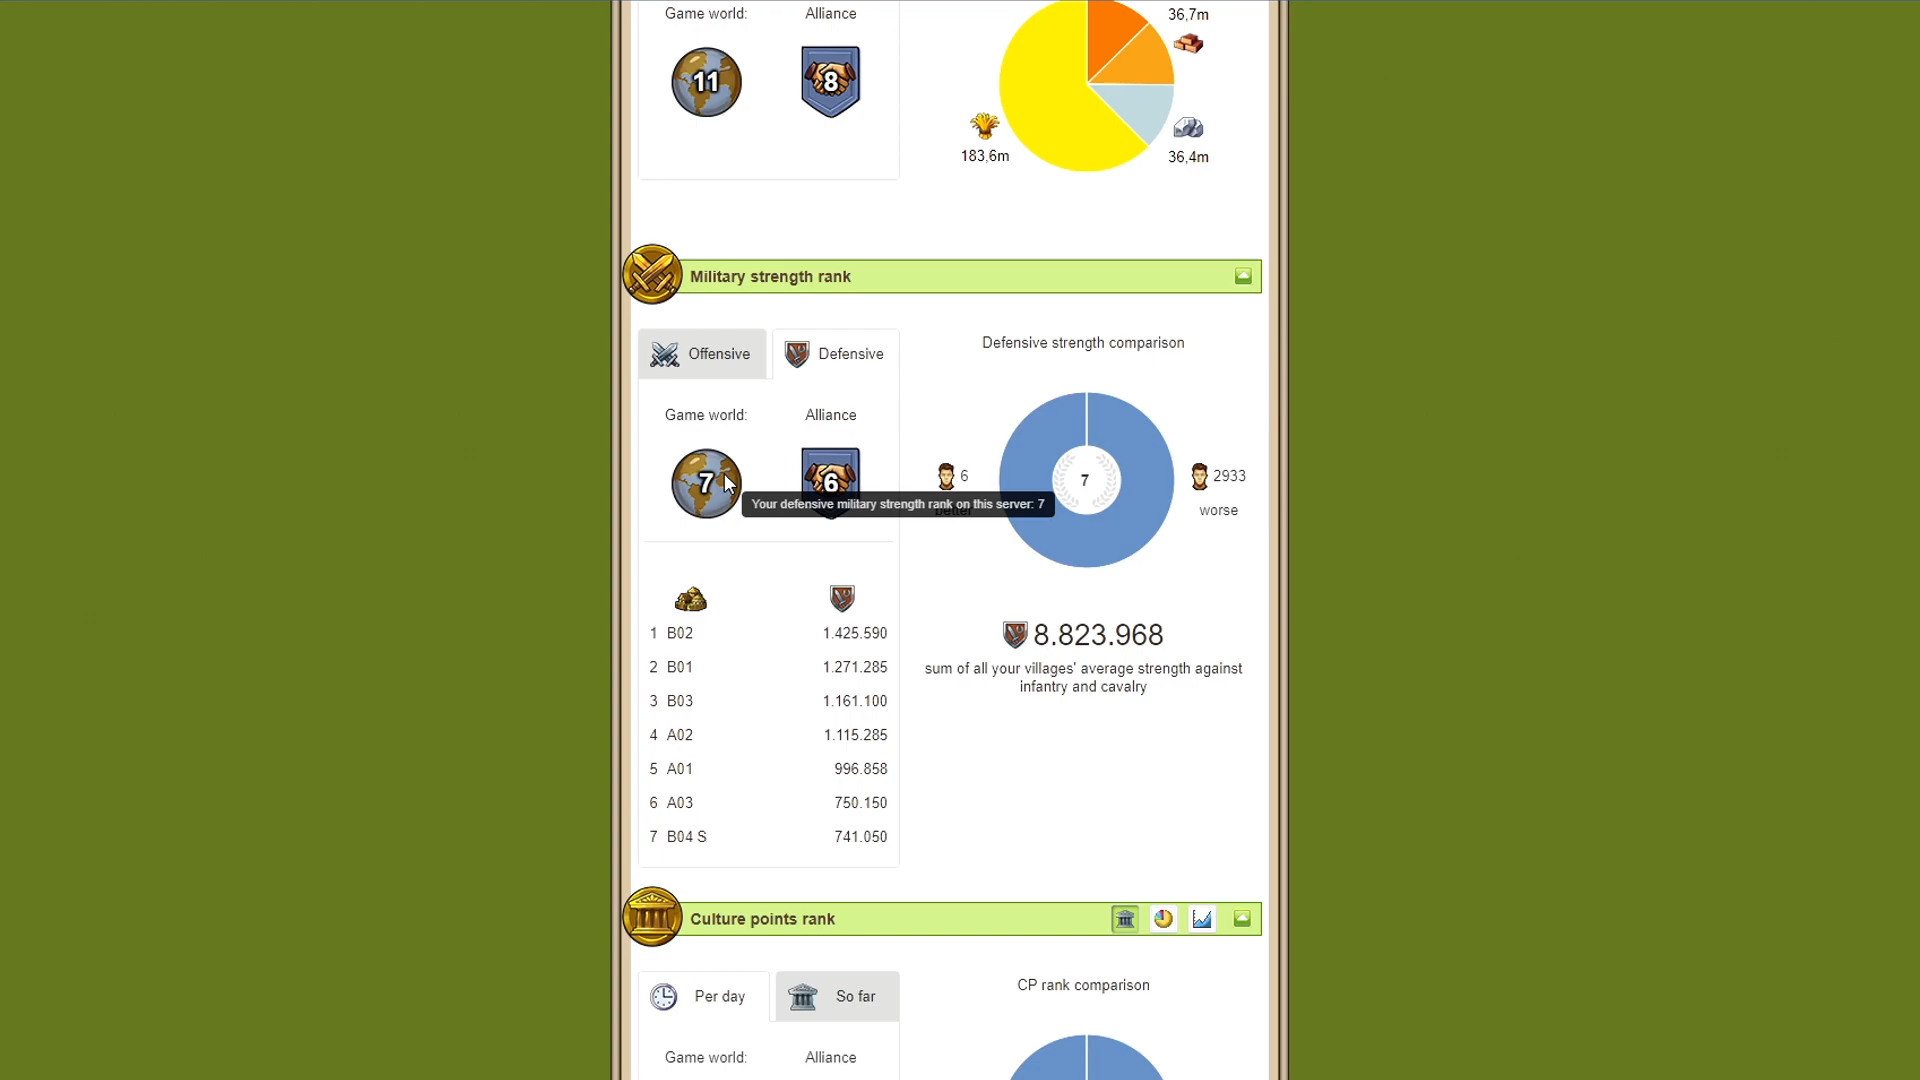 Game world: Alliance
11 8
36,7m
183,6m
36,4m
Military strength rank
Offensive Defensive
Game world: Alliance
7 6
Your defensive military strength rank on this server: 7
Defensive strength comparison
6
better
7
2933
worse
1 B02 1.425.590
2 B01 1.271.285
3 B03 1.161.100
4 A02 1.115.285
5 A01 996.858
6 A03 750.150
7 B04 S 741.050
8.823.968
sum of all your villages' average strength against
infantry and cavalry
Culture points rank
Per day So far
Game world: Alliance
CP rank comparison